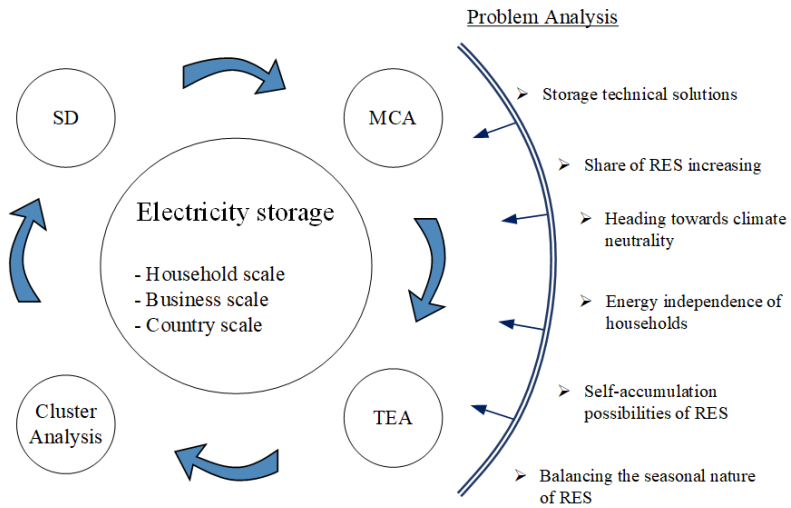 Problem Analysis
SD
MCA
Electricity storage
- Household scale
- Business scale
- Country scale
Cluster
Analysis
TEA
➢ Storage technical solutions
➢ Share of RES increasing
➢ Heading towards climate
neutrality
➢ Energy independence of
households
➢ Self-accumulation
possibilities of RES
➢ Balancing the seasonal nature
of RES